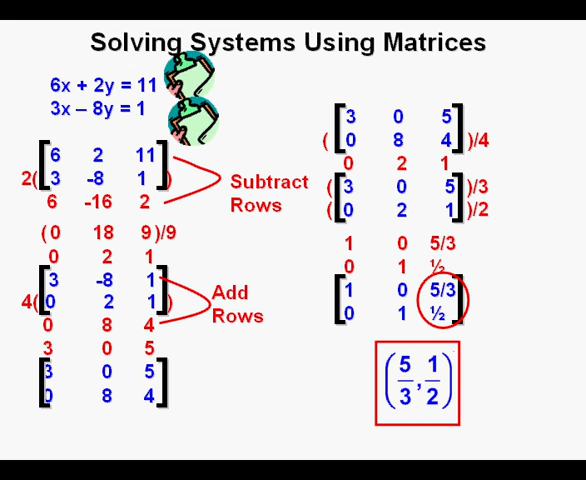 Solving Systems Using Matrices
6x + 2y = 11
3x – 8y = 1
6 2 11
2( 3 -8 1 )
6 -16 2
Subtract
Rows
( 0 18 9 )/9
0 2 1
3 -8 1
4( 0 2 1 )
0 8 4
Add
Rows
3 0 5
3 0 5
0 8 4
3 0 5
( 0 8 4 )/4
0 2 1
( 3 0 5 )/3
( 0 2 1 )/2
1 0 5/3
0 1 ½
1 0 5/3
0 1 ½
(5/3, 1/2)